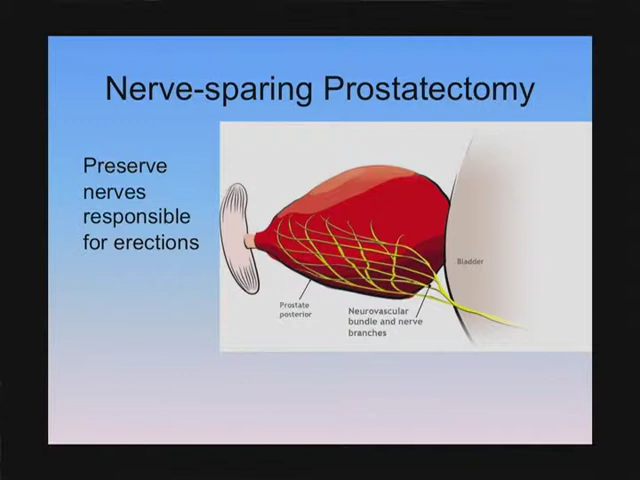 Nerve-sparing Prostatectomy
Preserve
nerves
responsible
for erections
Bladder
Prostate
posterior
Neurovascular
bundle and nerve
branches